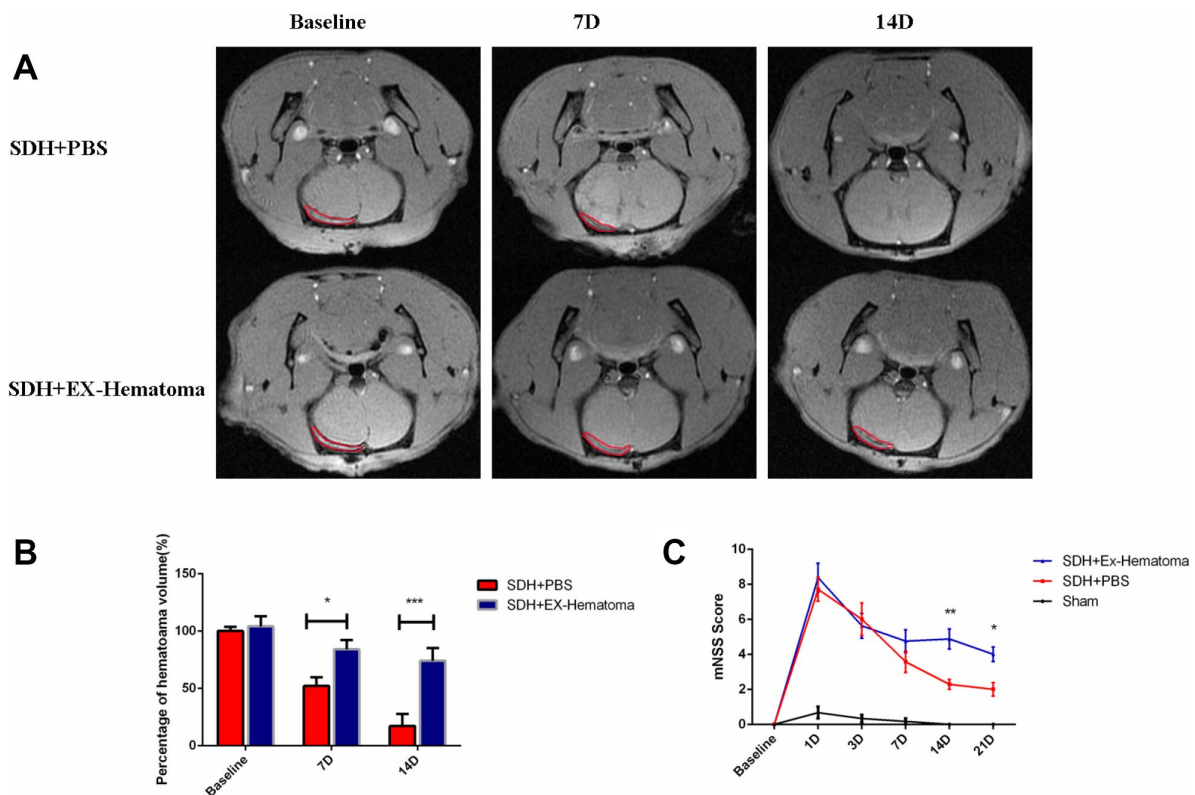 Baseline 7D 14D
A
SDH+PBS
SDH+EX-Hematoma
B
Percentage of hematoama volume(%)
150
100
50
0
Baseline 7D 14D
*
***
SDH+PBS
SDH+EX-Hematoma
C
mNSS Score
10
8
6
4
2
0
Baseline 1D 3D 7D 14D 21D
**
*
SDH+Ex-Hematoma
SDH+PBS
Sham